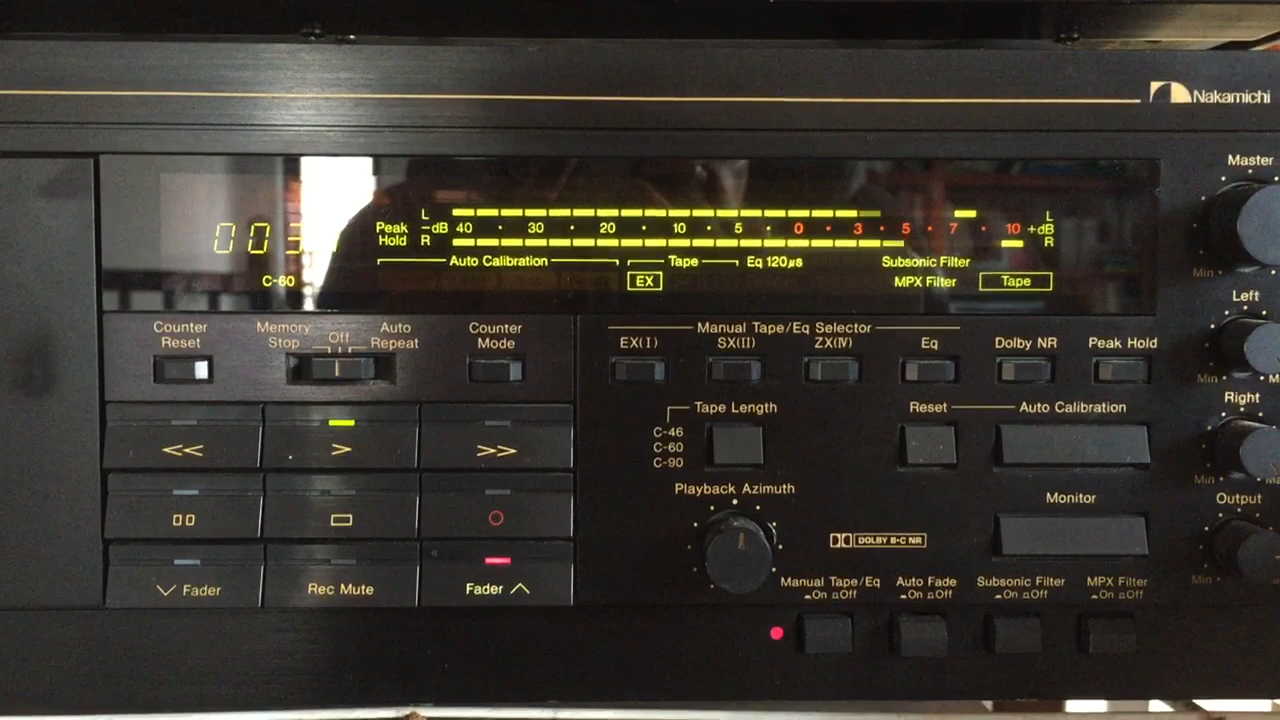 Nakamichi
Master
Min
L
L
Peak Hold -dB 40 · 30 · 20 · 10 · 5 · 0 · 3 · 5 · 7 · 10 +dB
R
R
003
Auto Calibration
Tape
Eq 120μs
Subsonic Filter
C-60
EX
MPX Filter
Tape
Counter Reset
Memory Stop
Off
Auto Repeat
Counter Mode
Manual Tape/Eq Selector
EX(I)
SX(II)
ZX(IV)
Eq
Dolby NR
Peak Hold
Left
Min
Tape Length
C-46
C-60
C-90
Reset
Auto Calibration
Right
Min
<<
>
>>
Playback Azimuth
Monitor
Output
Min
DOLBY B-C NR
Fader
Rec Mute
Fader
Manual Tape/Eq
On Off
Auto Fade
On Off
Subsonic Filter
On Off
MPX Filter
On Off